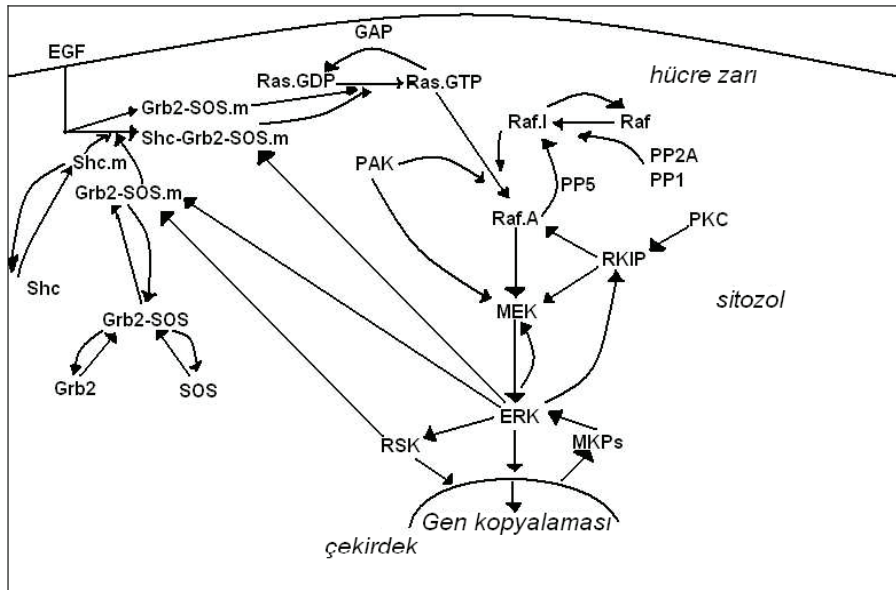 GAP
EGF
hücre zarı
Ras.GDP
Ras.GTP
Grb2-SOS.m
Shc-Grb2-SOS.m
Raf.I
Raf
Shc.m
PAK
PP2A
PP1
PP5
Grb2-SOS.m
Raf.A
PKC
RKIP
Shc
sitozol
MEK
Grb2-SOS
Grb2
SOS
ERK
RSK
MKPs
Gen kopyalaması
çekirdek